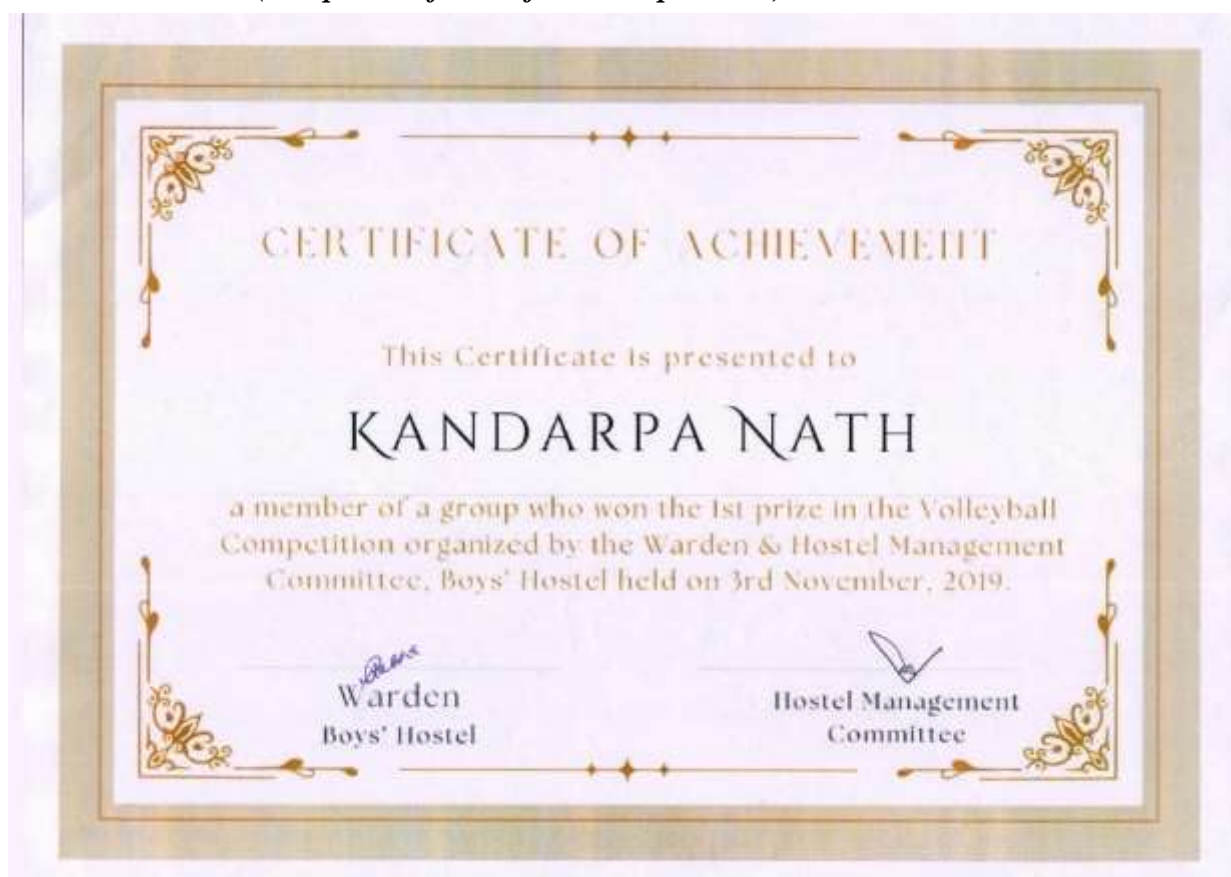 CERTIFICATE OF ACHIEVEMENT
This Certificate is presented to
KANDARPA NATH
a member of a group who won the 1st prize in the Volleyball
Competition organized by the Warden & Hostel Management
Committee, Boys' Hostel held on 3rd November, 2019.
Warden
Boys' Hostel
Hostel Management
Committee